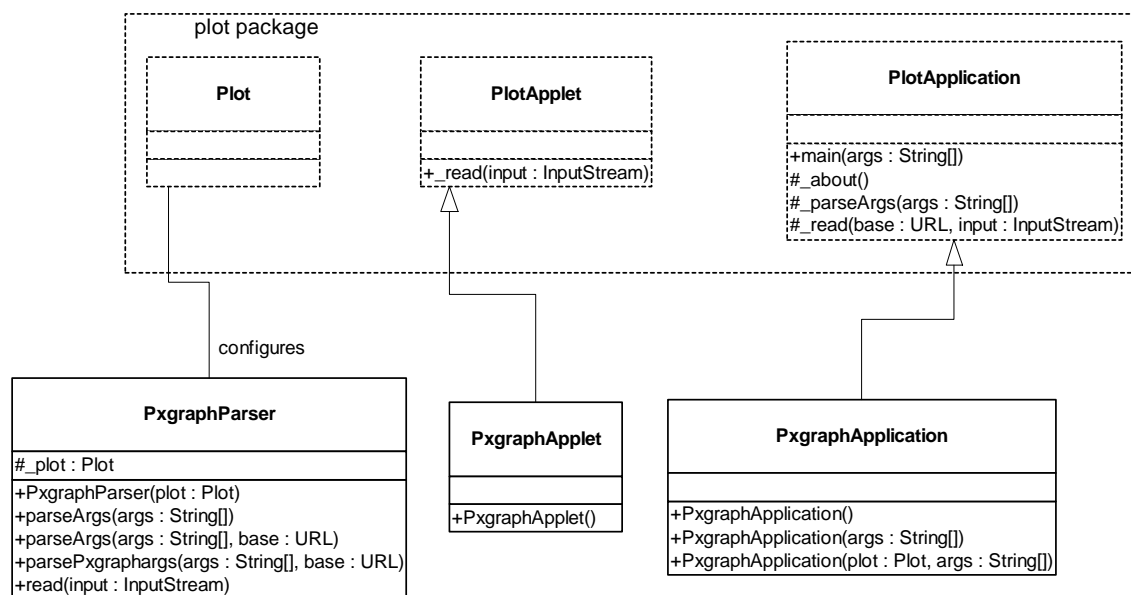 plot package
Plot
PlotApplet
+_read(input : InputStream)
PlotApplication
+main(args : String[])
#_about()
#_parseArgs(args : String[])
#_read(base : URL, input : InputStream)
configures
PxgraphParser
#_plot : Plot
+PxgraphParser(plot : Plot)
+parseArgs(args : String[])
+parseArgs(args : String[], base : URL)
+parsePxgraphargs(args : String[], base : URL)
+read(input : InputStream)
PxgraphApplet
+PxgraphApplet()
PxgraphApplication
+PxgraphApplication()
+PxgraphApplication(args : String[])
+PxgraphApplication(plot : Plot, args : String[])